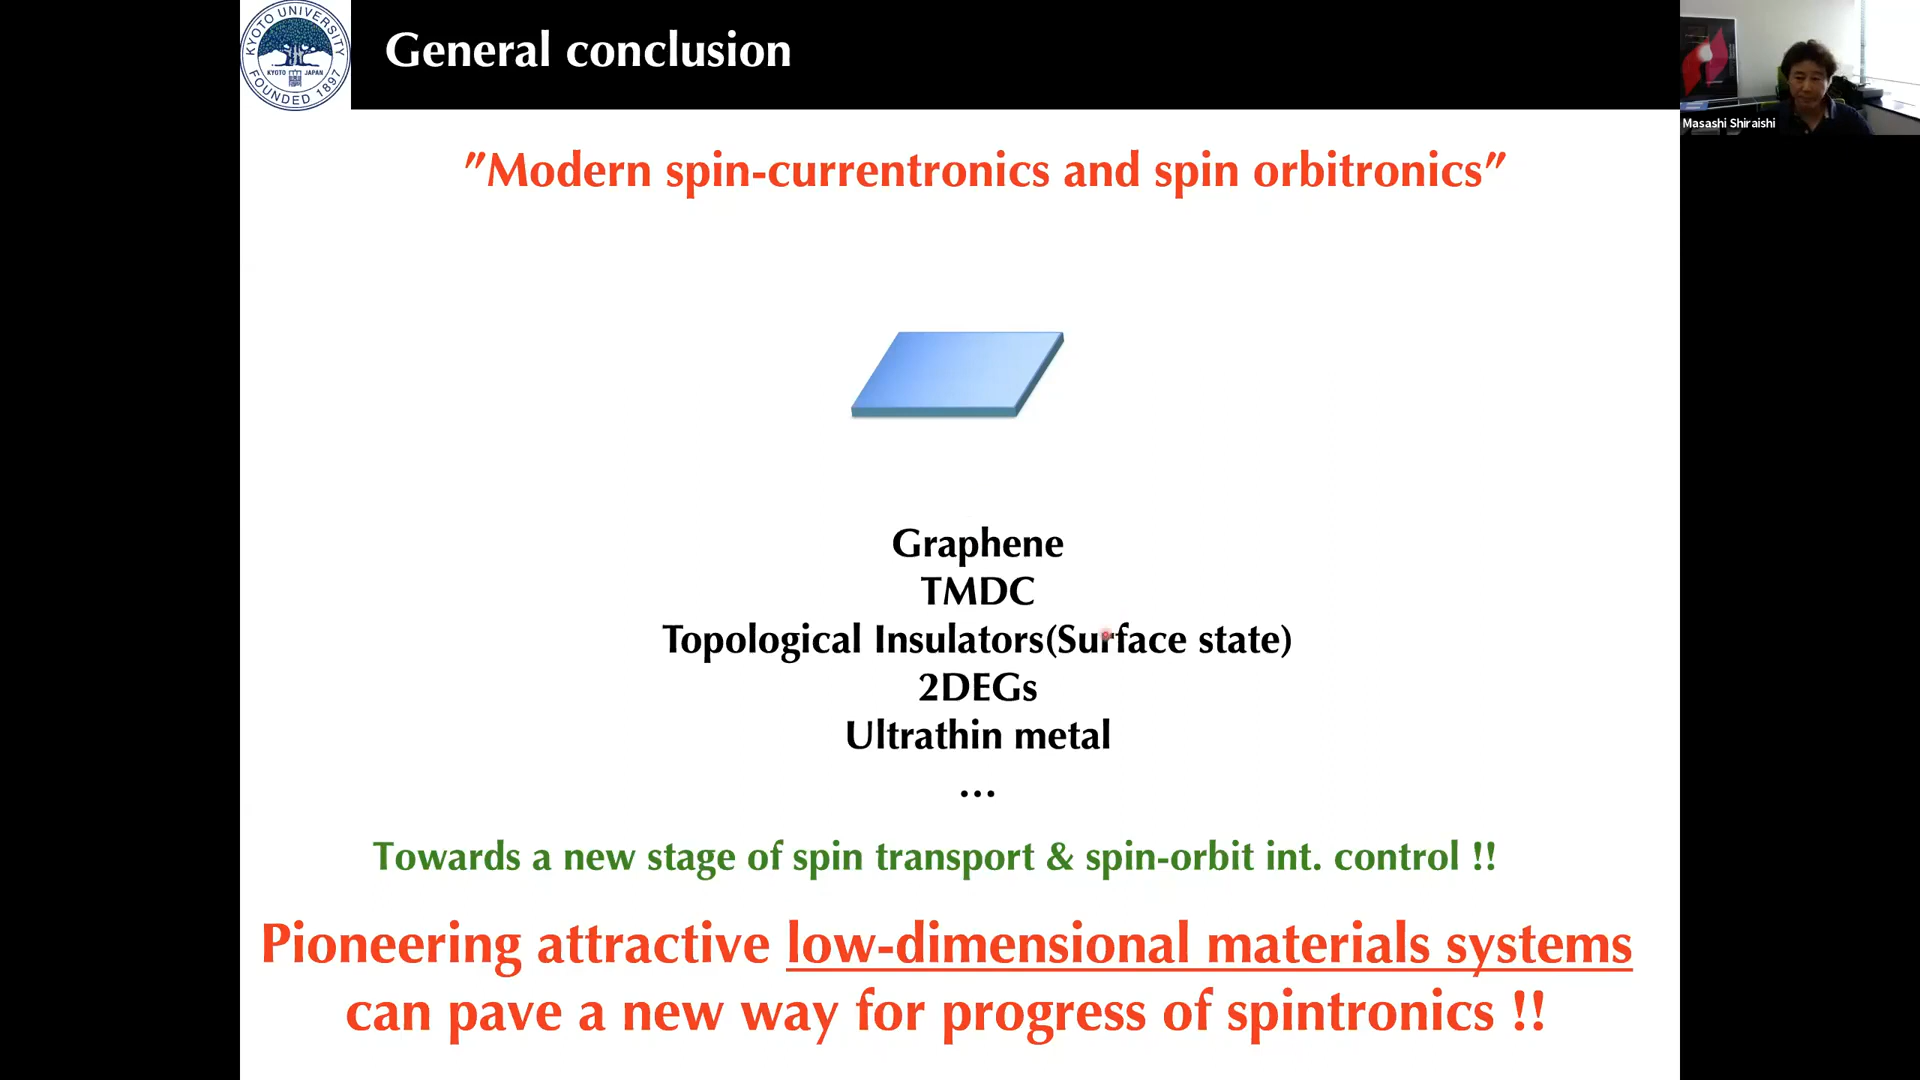 KYOTO UNIVERSITY
KYOTO JAPAN
FOUNDED 1897
General conclusion
Masashi Shiraishi
"Modern spin-currentronics and spin orbitronics"
Graphene
TMDC
Topological Insulators(Surface state)
2DEGs
Ultrathin metal
...
Towards a new stage of spin transport & spin-orbit int. control !!
Pioneering attractive low-dimensional materials systems
can pave a new way for progress of spintronics !!